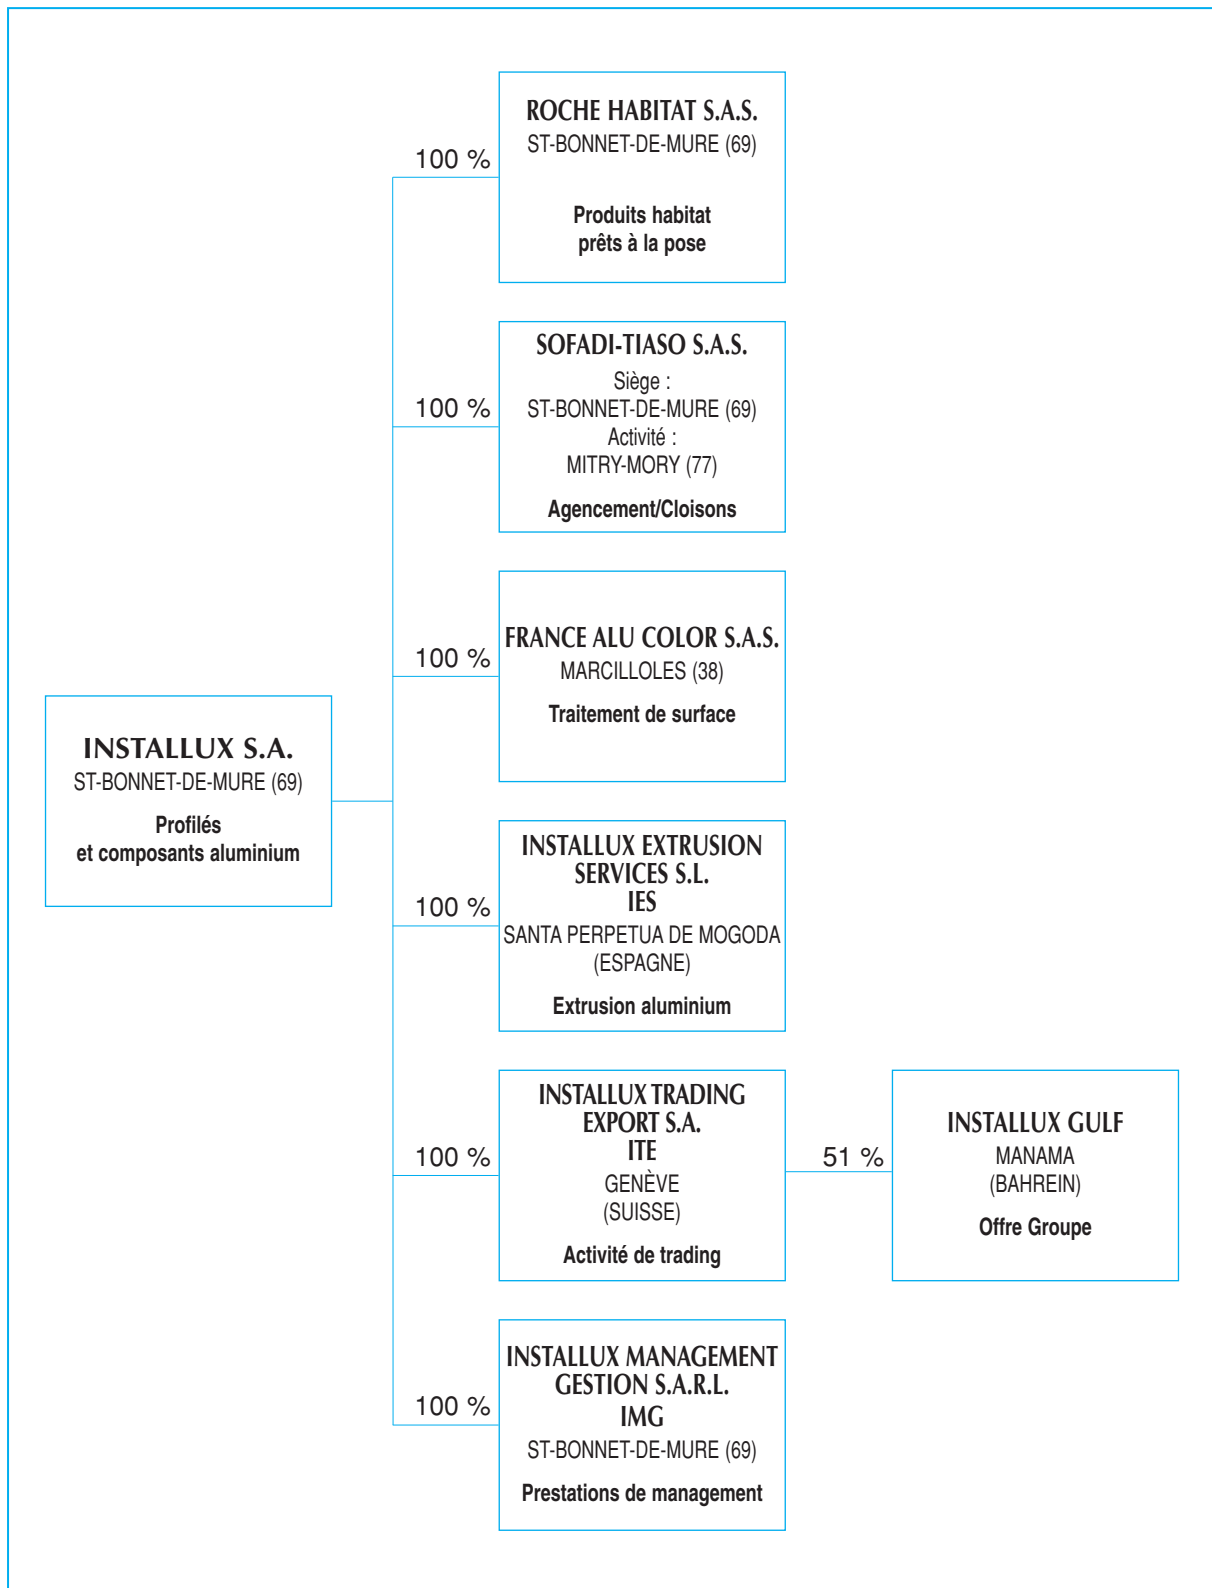 INSTALLUX S.A.
ST-BONNET-DE-MURE (69)
Profilés
et composants aluminium
100 %
ROCHE HABITAT S.A.S.
ST-BONNET-DE-MURE (69)
Produits habitat
prêts à la pose
100 %
SOFADI-TIASO S.A.S.
Siège :
ST-BONNET-DE-MURE (69)
Activité :
MITRY-MORY (77)
Agencement/Cloisons
100 %
FRANCE ALU COLOR S.A.S.
MARCILLOLES (38)
Traitement de surface
100 %
INSTALLUX EXTRUSION
SERVICES S.L.
IES
SANTA PERPETUA DE MOGODA
(ESPAGNE)
Extrusion aluminium
100 %
INSTALLUX TRADING
EXPORT S.A.
ITE
GENÈVE
(SUISSE)
Activité de trading
51 %
INSTALLUX GULF
MANAMA
(BAHREIN)
Offre Groupe
100 %
INSTALLUX MANAGEMENT
GESTION S.A.R.L.
IMG
ST-BONNET-DE-MURE (69)
Prestations de management